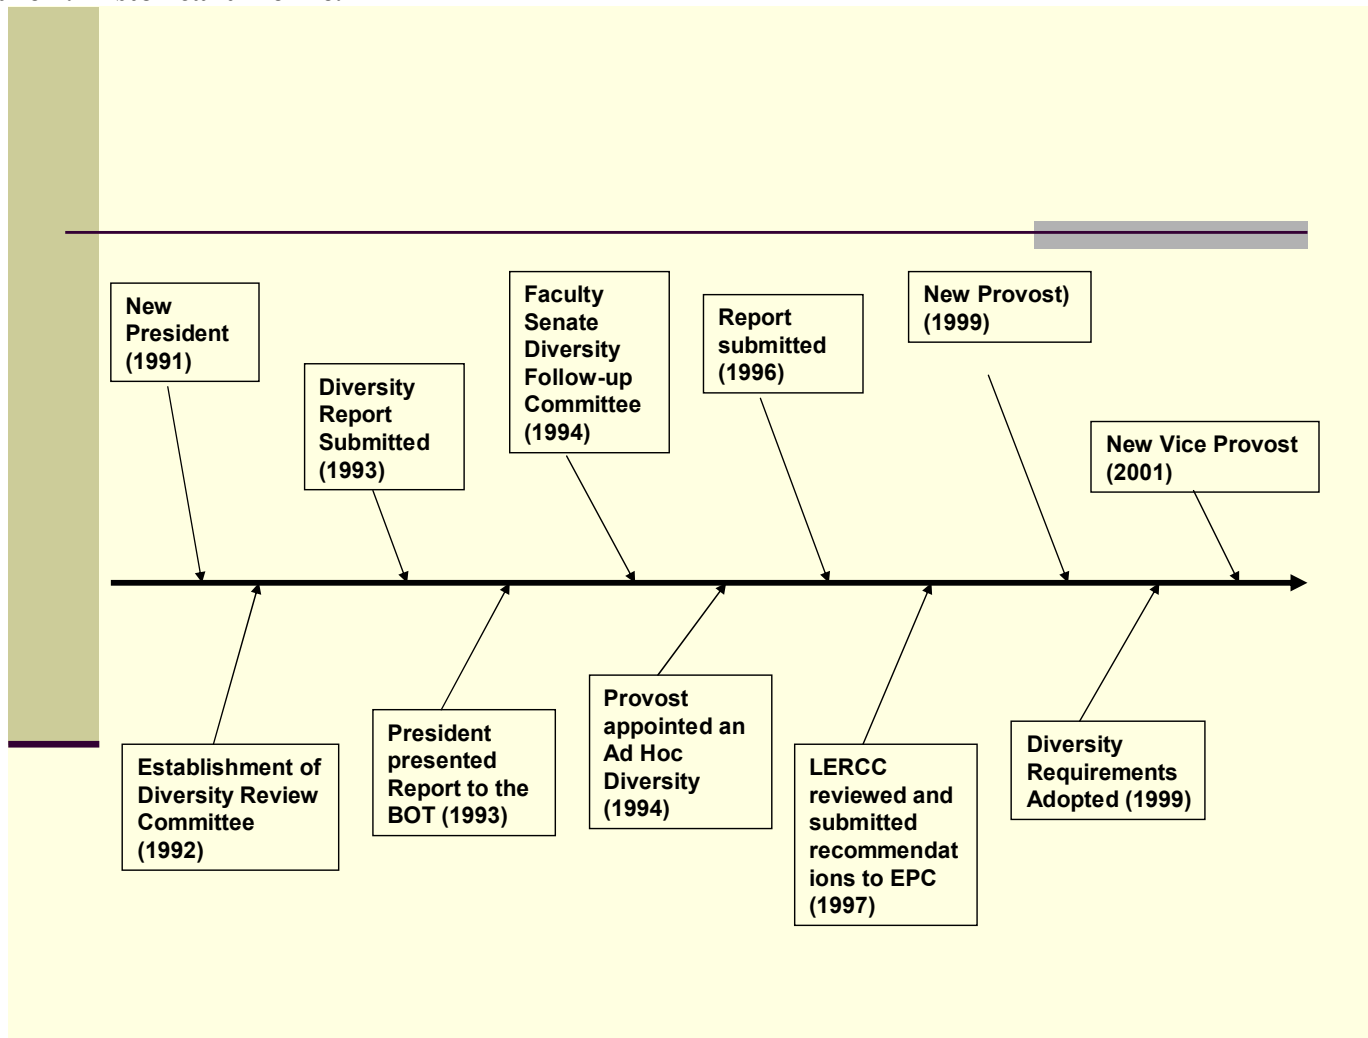 New
President
(1991)
Diversity
Report
Submitted
(1993)
Faculty
Senate
Diversity
Follow-up
Committee
(1994)
Report
submitted
(1996)
New Provost)
(1999)
New Vice Provost
(2001)
Establishment of
Diversity Review
Committee
(1992)
President
presented
Report to the
BOT (1993)
Provost
appointed an
Ad Hoc
Diversity
(1994)
LERCC
reviewed and
submitted
recommendat
ions to EPC
(1997)
Diversity
Requirements
Adopted (1999)